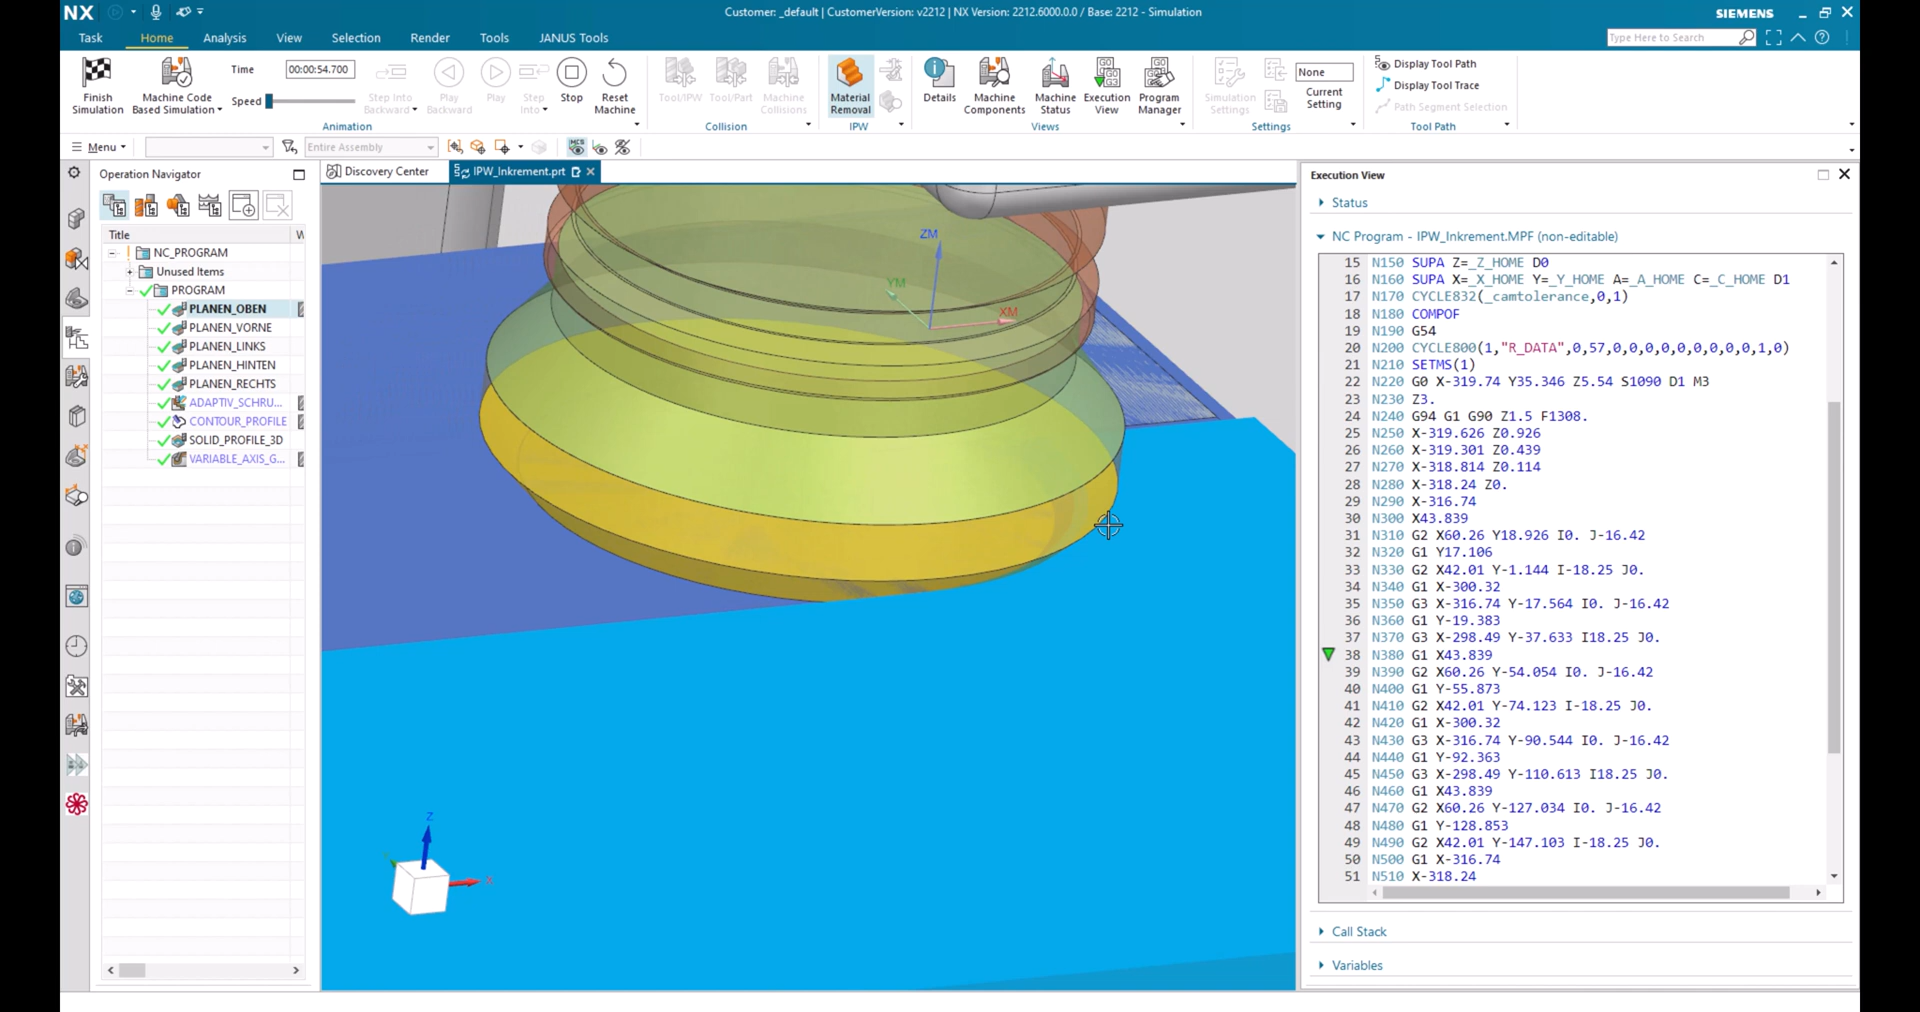 NX
Customer: _default | CustomerVersion: v2212 | NX Version: 2212.6000.0.0 / Base: 2212 - Simulation
SIEMENS
Task
Home
Analysis
View
Selection
Render
Tools
JANUS Tools
Type Here to Search
Finish Simulation
Machine Code Based Simulation
Time
00:00:54.700
Speed
Step Into Backward
Play Backward
Play
Step Into
Stop
Reset Machine
Tool/IPW
Tool/Part
Machine Collisions
Material Removal
Details
Machine Components
Machine Status
Execution View
Program Manager
Simulation Settings
None
Current Setting
Display Tool Path
Display Tool Trace
Path Segment Selection
Animation
Collision
IPW
Views
Settings
Tool Path
Menu
Entire Assembly
MCS
Operation Navigator
Title
W
NC_PROGRAM
Unused Items
PROGRAM
PLANEN_OBEN
PLANEN_VORNE
PLANEN_LINKS
PLANEN_HINTEN
PLANEN_RECHTS
ADAPTIV_SCHRU...
CONTOUR_PROFILE
SOLID_PROFILE_3D
VARIABLE_AXIS_G...
Discovery Center
IPW_Inkrement.prt
ZM
YM
XM
Z
X
Execution View
Status
NC Program - IPW_Inkrement.MPF (non-editable)
15 N150 SUPA Z=_Z_HOME D0
16 N160 SUPA X=_X_HOME Y=_Y_HOME A=_A_HOME C=_C_HOME D1
17 N170 CYCLE832(_camtolerance,0,1)
18 N180 COMPOF
19 N190 G54
20 N200 CYCLE800(1,"R_DATA",0,57,0,0,0,0,0,0,0,0,0,1,0)
21 N210 SETMS(1)
22 N220 G0 X-319.74 Y35.346 Z5.54 S1090 D1 M3
23 N230 Z3.
24 N240 G94 G1 G90 Z1.5 F1308.
25 N250 X-319.626 Z0.926
26 N260 X-319.301 Z0.439
27 N270 X-318.814 Z0.114
28 N280 X-318.24 Z0.
29 N290 X-316.74
30 N300 X43.839
31 N310 G2 X60.26 Y18.926 I0. J-16.42
32 N320 G1 Y17.106
33 N330 G2 X42.01 Y-1.144 I-18.25 J0.
34 N340 G1 X-300.32
35 N350 G3 X-316.74 Y-17.564 I0. J-16.42
36 N360 G1 Y-19.383
37 N370 G3 X-298.49 Y-37.633 I18.25 J0.
38 N380 G1 X43.839
39 N390 G2 X60.26 Y-54.054 I0. J-16.42
40 N400 G1 Y-55.873
41 N410 G2 X42.01 Y-74.123 I-18.25 J0.
42 N420 G1 X-300.32
43 N430 G3 X-316.74 Y-90.544 I0. J-16.42
44 N440 G1 Y-92.363
45 N450 G3 X-298.49 Y-110.613 I18.25 J0.
46 N460 G1 X43.839
47 N470 G2 X60.26 Y-127.034 I0. J-16.42
48 N480 G1 Y-128.853
49 N490 G2 X42.01 Y-147.103 I-18.25 J0.
50 N500 G1 X-316.74
51 N510 X-318.24
Call Stack
Variables